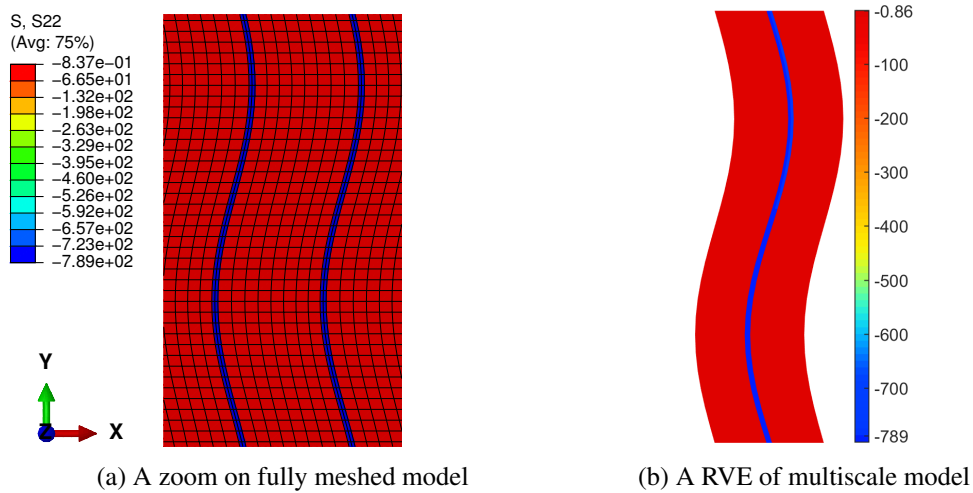 S, S22
(Avg: 75%)
−8.37e−01
−6.65e+01
−1.32e+02
−1.98e+02
−2.63e+02
−3.29e+02
−3.95e+02
−4.60e+02
−5.26e+02
−5.92e+02
−6.57e+02
−7.23e+02
−7.89e+02
Y
Z
X
(a) A zoom on fully meshed model
-0.86
-100
-200
-300
-400
-500
-600
-700
-789
(b) A RVE of multiscale model